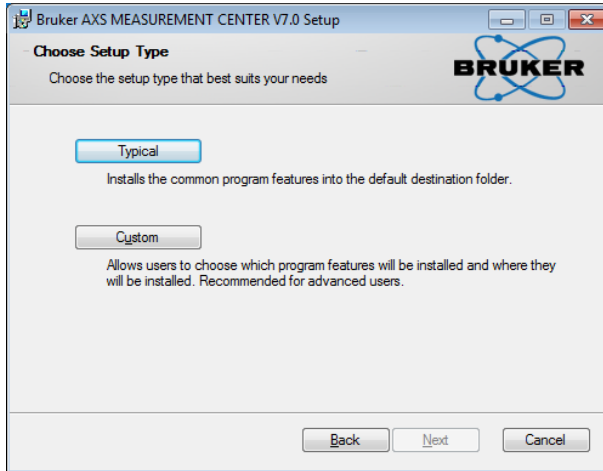 Bruker AXS MEASUREMENT CENTER V7.0 Setup
Choose Setup Type
Choose the setup type that best suits your needs
BRUKER
Typical
Installs the common program features into the default destination folder.
Custom
Allows users to choose which program features will be installed and where they
will be installed. Recommended for advanced users.
Back Next Cancel